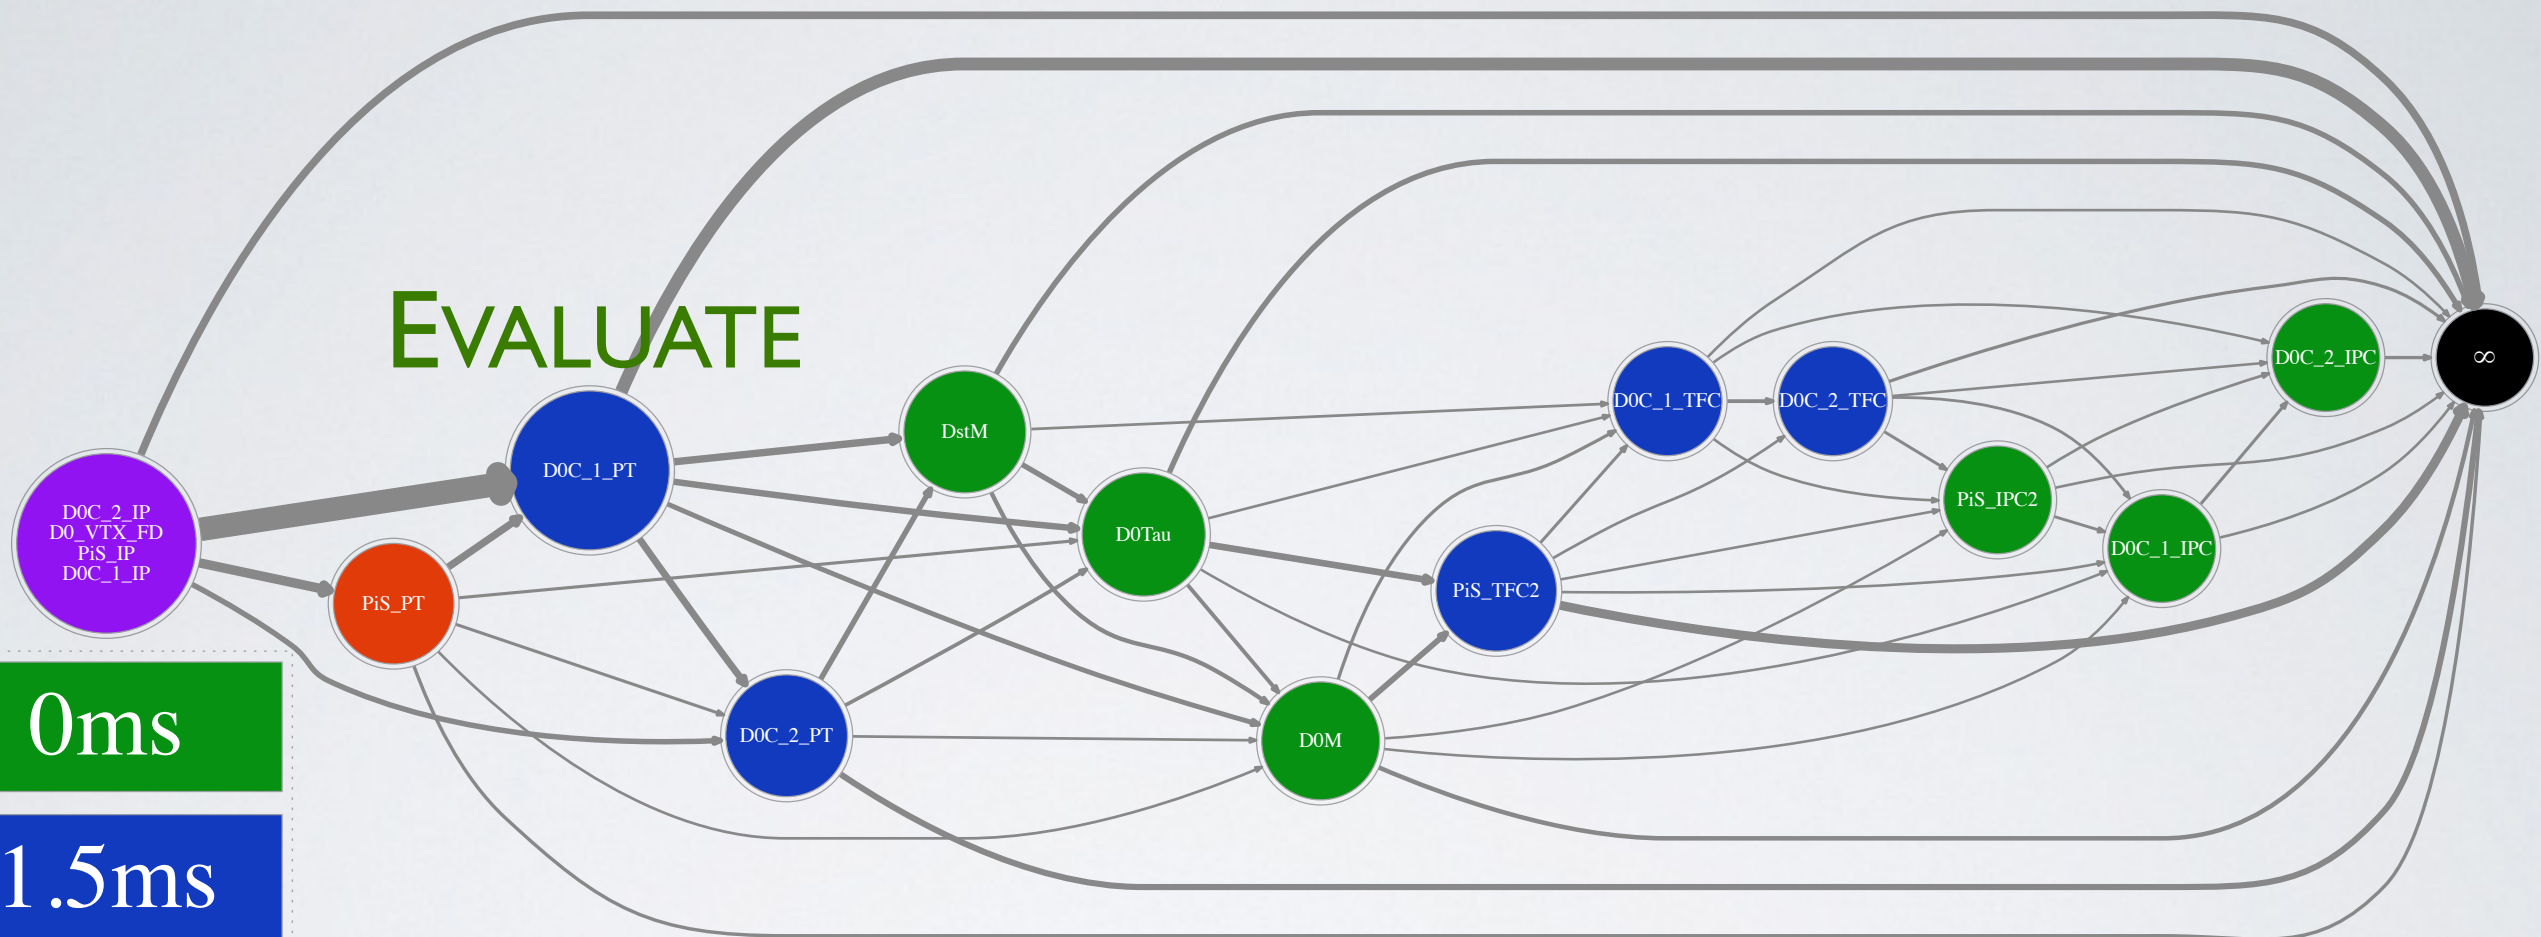 EVALUATE
D0C_2_IP
D0_VTX_FD
PiS_IP
D0C_1_IP
PiS_PT
D0C_1_PT
D0C_2_PT
DstM
D0Tau
D0M
PiS_TFC2
D0C_1_TFC
D0C_2_TFC
PiS_IPC2
D0C_1_IPC
D0C_2_IPC
∞
0ms
1.5ms